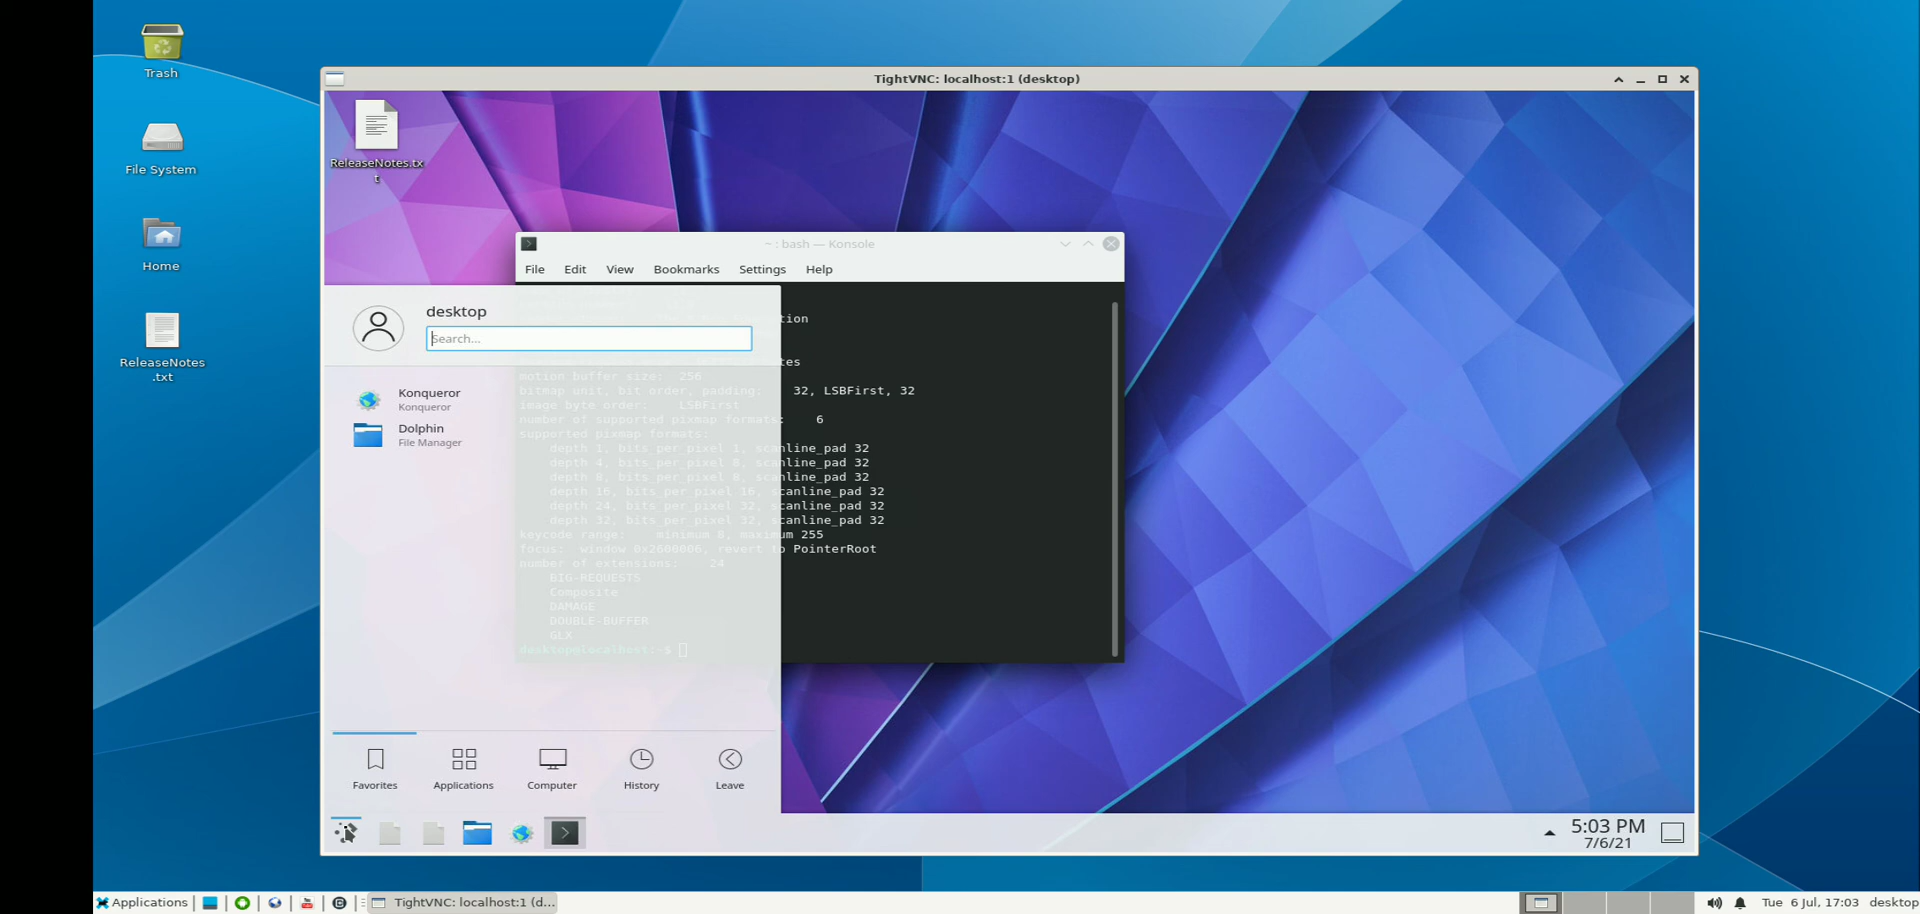 Trash
File System
Home
ReleaseNotes
.txt
TightVNC: localhost:1 (desktop)
ReleaseNotes.tx
t
~ : bash — Konsole
File Edit View Bookmarks Settings Help
desktop
Search...
tion
tes
motion buffer size: 256
bitmap unit, bit order, padding: 32, LSBFirst, 32
image byte order: LSBFirst
number of supported pixmap formats: 6
supported pixmap formats:
depth 1, bits_per_pixel 1, scanline_pad 32
depth 4, bits_per_pixel 8, scanline_pad 32
depth 8, bits_per_pixel 8, scanline_pad 32
depth 16, bits_per_pixel 16, scanline_pad 32
depth 24, bits_per_pixel 32, scanline_pad 32
depth 32, bits_per_pixel 32, scanline_pad 32
keycode range: minimum 8, maximum 255
focus: window 0x2600006, revert to PointerRoot
number of extensions: 24
BIG-REQUESTS
Composite
DAMAGE
DOUBLE-BUFFER
GLX
desktop@localhost:~$
Konqueror
Konqueror
Dolphin
File Manager
Favorites Applications Computer History Leave
5:03 PM
7/6/21
Applications TightVNC: localhost:1 (d... Tue 6 Jul, 17:03 desktop